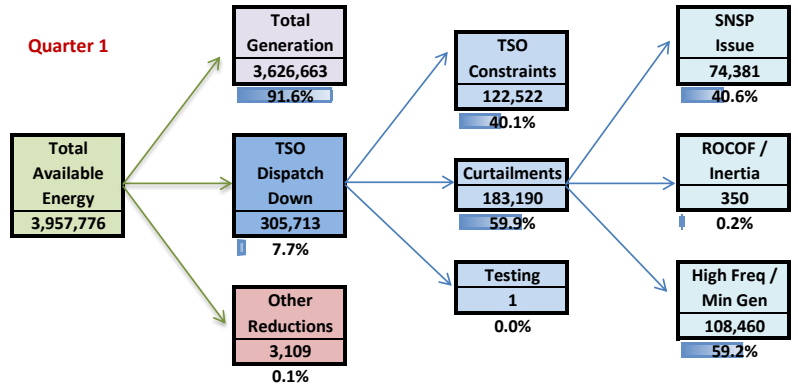 Quarter 1
Total
Generation
3,626,663
91.6%
Total
Available
Energy
3,957,776
TSO
Dispatch
Down
305,713
7.7%
Other
Reductions
3,109
0.1%
TSO
Constraints
122,522
40.1%
Curtailments
183,190
59.9%
Testing
1
0.0%
SNSP
Issue
74,381
40.6%
ROCOF /
Inertia
350
0.2%
High Freq /
Min Gen
108,460
59.2%